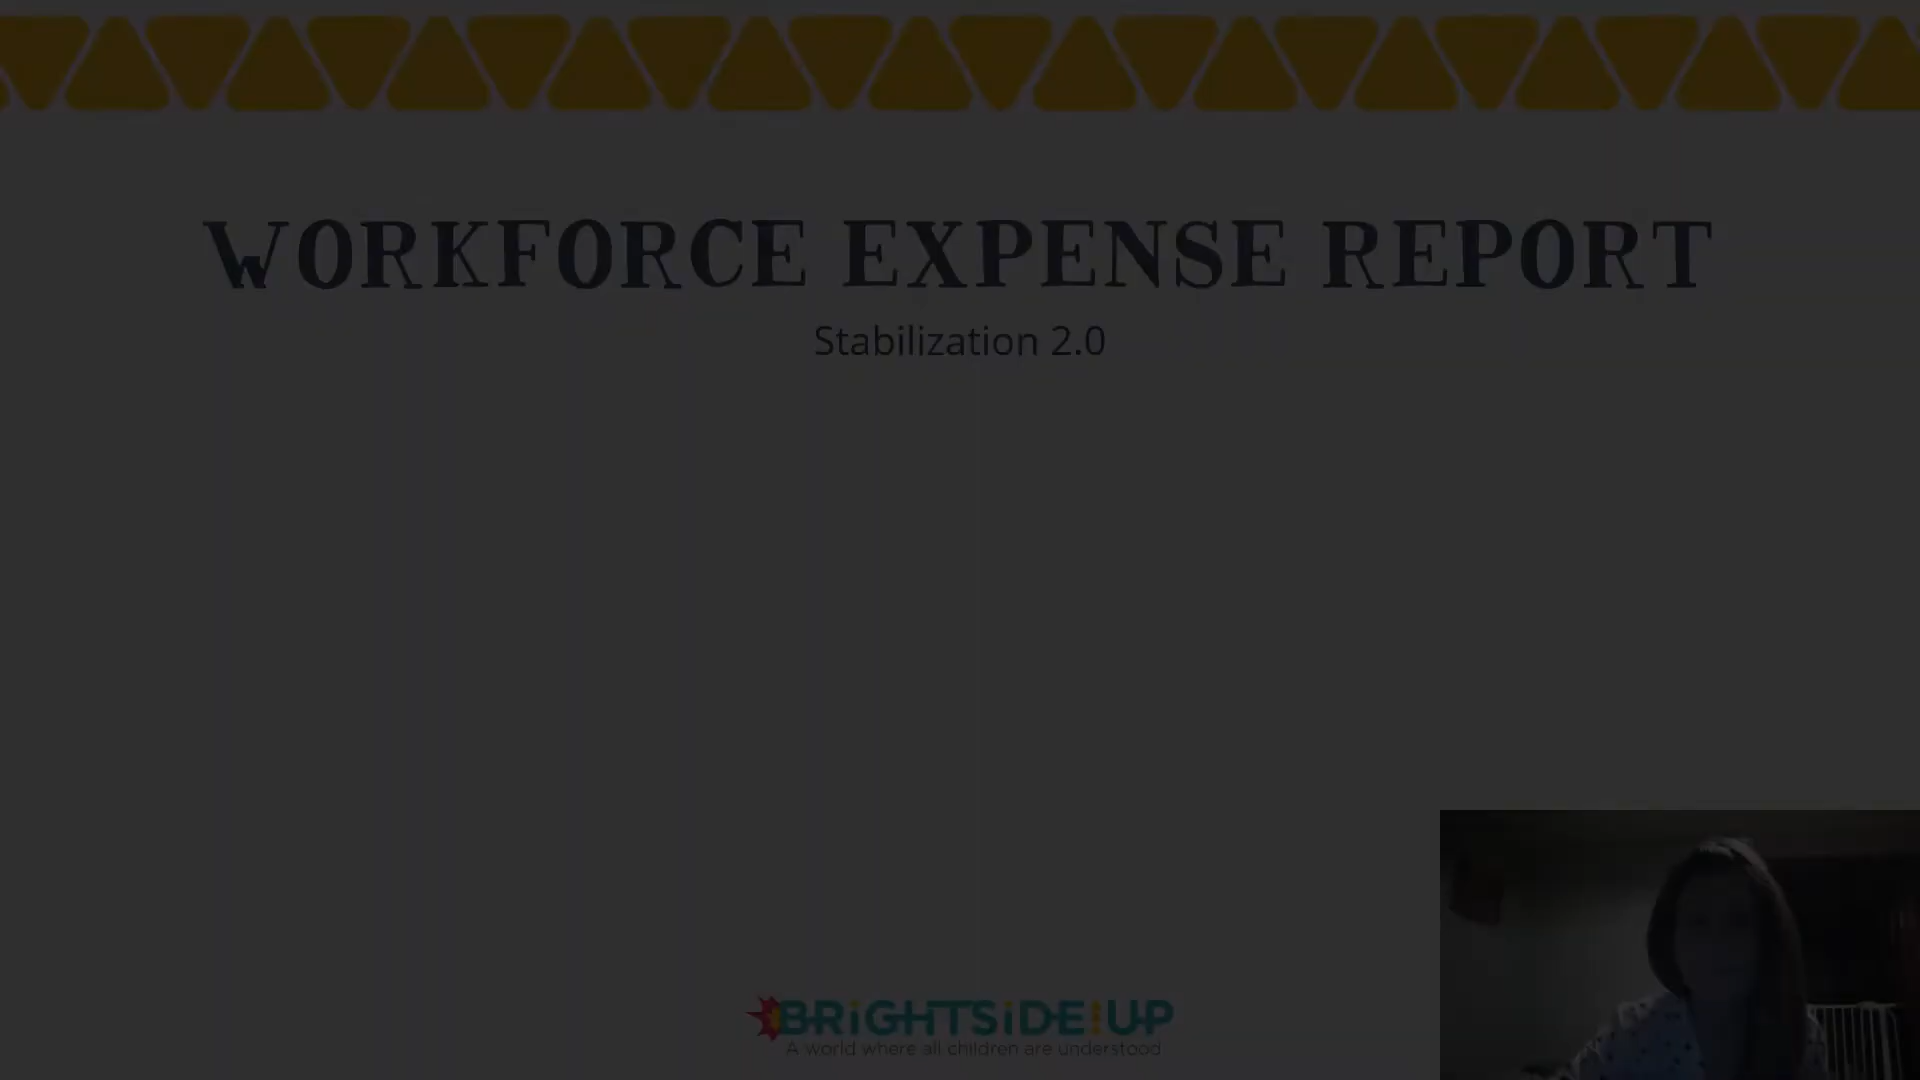 WORKFORCE EXPENSE REPORT
Stabilization 2.0
BRiGHTSiDE:UP
A world where all children are understood